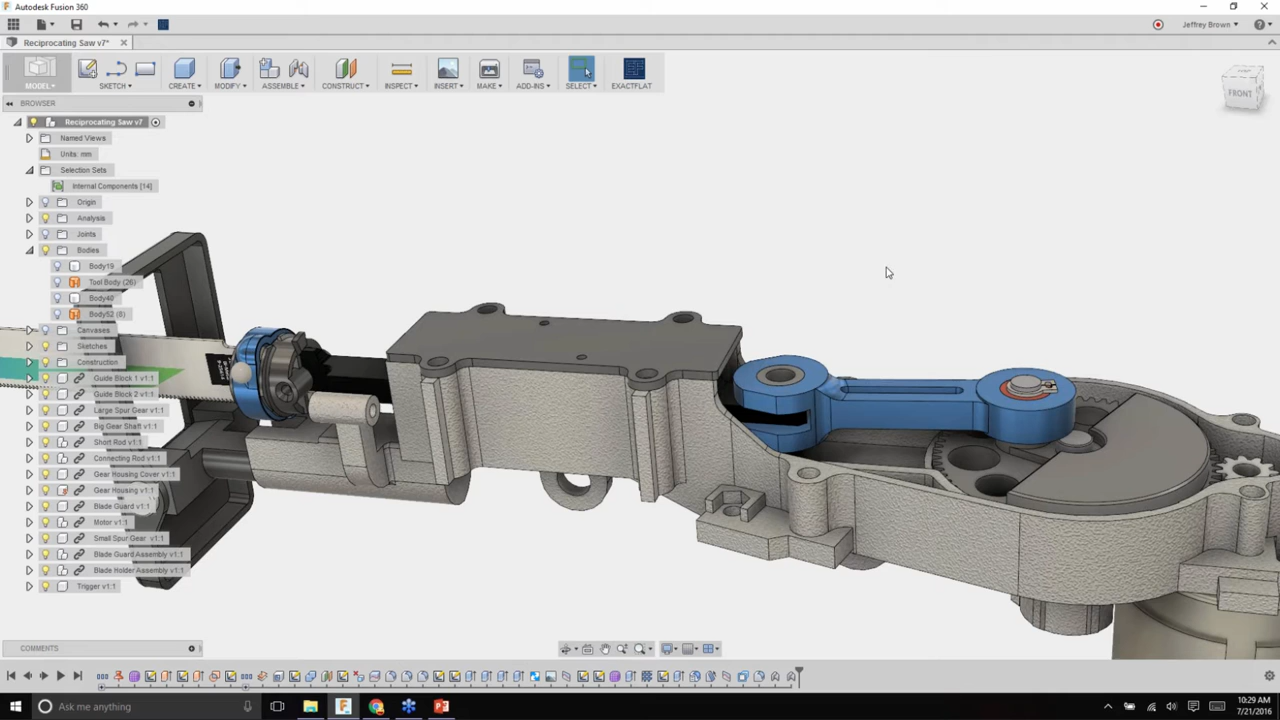 Autodesk Fusion 360
Jeffrey Brown
Reciprocating Saw v7*
MODEL
SKETCH
CREATE
MODIFY
ASSEMBLE
CONSTRUCT
INSPECT
INSERT
MAKE
ADD-INS
SELECT
EXACTFLAT
FRONT
BROWSER
Reciprocating Saw v7
Named Views
Units: mm
Selection Sets
Internal Components [14]
Origin
Analysis
Joints
Bodies
Body19
Tool Body (26)
Body40
Body52 (8)
Canvases
Sketches
Construction
Guide Block 1 v1:1
Guide Block 2 v1:1
Large Spur Gear v1:1
Big Gear Shaft v1:1
Short Rod v1:1
Connecting Rod v1:1
Gear Housing Cover v1:1
Gear Housing v1:1
Blade Guard v1:1
Motor v1:1
Small Spur Gear v1:1
Blade Guard Assembly v1:1
Blade Holder Assembly v1:1
Trigger v1:1
COMMENTS
Ask me anything
10:29 AM
7/21/2016